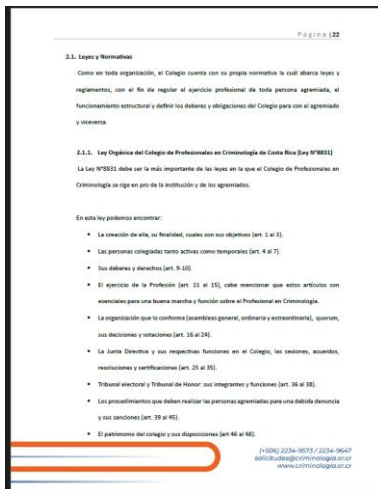 Página |22
2.1. Leyes y Normativas
Como en toda organización, el Colegio cuenta con su propia normativa la cuál abarca leyes y
reglamentos, con el fin de regular el ejercicio profesional de toda persona agremiada, el
funcionamiento estructural y definir los deberes y obligaciones del Colegio para con el agremiado
y viceversa.
2.1.1. Ley Orgánica del Colegio de Profesionales en Criminología de Costa Rica [Ley N°8831]
La Ley N°8831 debe ser la más importante de las leyes en la que el Colegio de Profesionales en
Criminología se rige en pro de la institución y de los agremiados.
En esta ley podemos encontrar:
• La creación de ella, su finalidad, cuales son sus objetivos (art. 1 al 3).
• Las personas colegiadas tanto activas como temporales (art. 4 al 7).
• Sus deberes y derechos (art. 9-10).
• El ejercicio de la Profesión (art. 11 al 15), cabe mencionar que estos artículos son
esenciales para una buena marcha y función sobre el Profesional en Criminología.
• La organización que lo conforma (asambleas general, ordinaria y extraordinaria), quorum,
sus decisiones y votaciones (art. 16 al 24).
• La Junta Directiva y sus respectivas funciones en el Colegio, las sesiones, acuerdos,
resoluciones y certificaciones (art. 25 al 35).
• Tribunal electoral y Tribunal de Honor: sus integrantes y funciones (art. 36 al 38).
• Los procedimientos que deben realizar las personas agremiadas para una debida denuncia
y sus sanciones (art. 39 al 45).
• El patrimonio del colegio y sus disposiciones (art 46 al 48).
(+506) 2234-9573 / 2234-9647
solicitudes@criminologia.or.cr
www.criminologia.or.cr